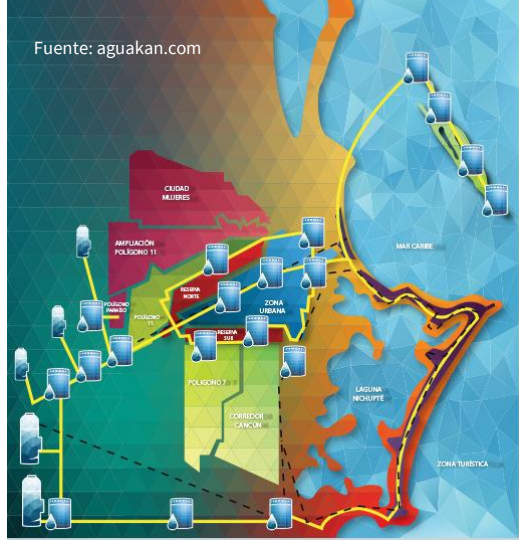 Fuente: aguakan.com
CIUDAD
MUJERES
AMPLIACIÓN
POLÍGONO 11
MAR CARIBE
RESERVA
NORTE
POLÍGONO
PARAÍSO
ZONA
URBANA
POLÍGONO
11
RESERVA
SUR
POLIGONO 7
LAGUNA
NICHUPTÉ
CORREDOR
CANCÚN
ZONA TURÍSTICA